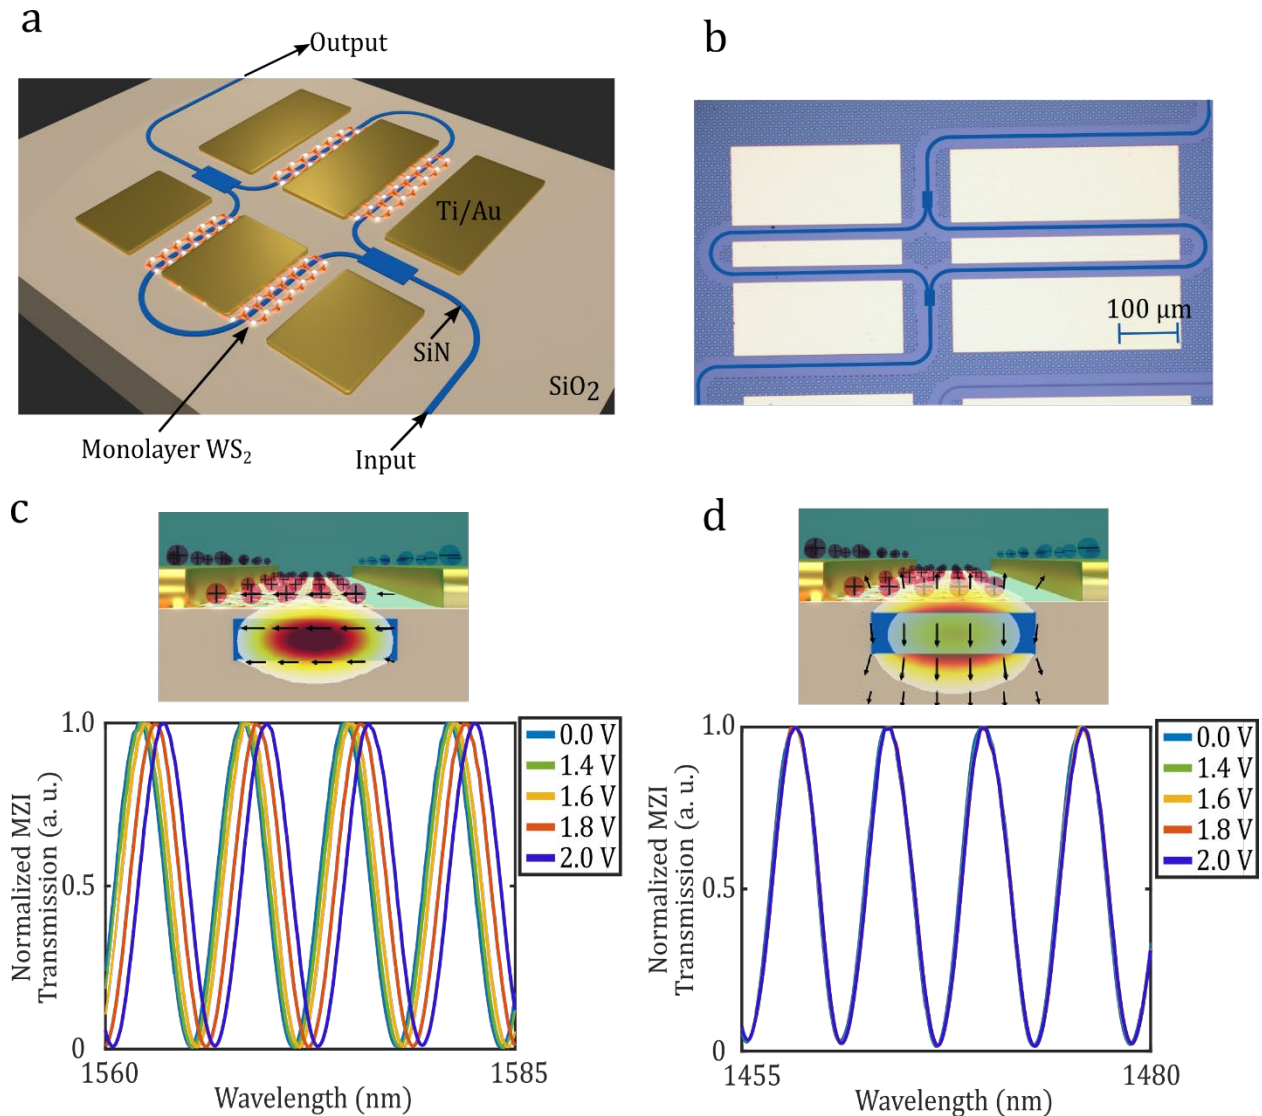 a
Output
Ti/Au
SiN
SiO₂
Monolayer WS₂
Input
b
100 μm
c
Normalized MZI
Transmission (a. u.)
1.0
0.5
0
1560
1585
Wavelength (nm)
0.0 V
1.4 V
1.6 V
1.8 V
2.0 V
d
Normalized MZI
Transmission (a. u.)
1.0
0.5
0
1455
1480
Wavelength (nm)
0.0 V
1.4 V
1.6 V
1.8 V
2.0 V